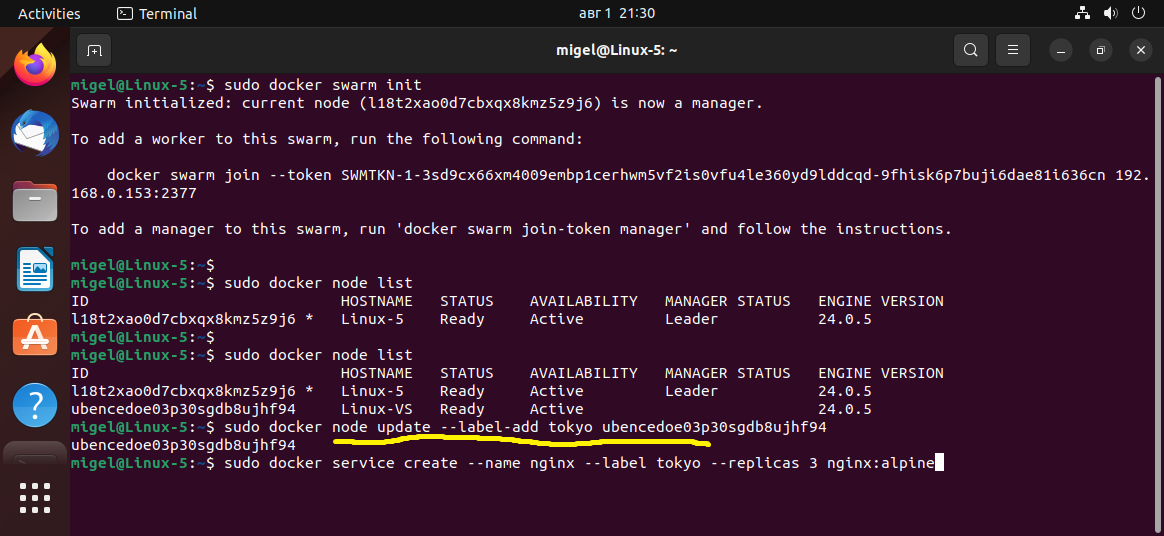 Activities Terminal авг 1 21:30
migel@Linux-5: ~
migel@Linux-5:~$ sudo docker swarm init
Swarm initialized: current node (l18t2xao0d7cbxqx8kmz5z9j6) is now a manager.
To add a worker to this swarm, run the following command:
docker swarm join --token SWMTKN-1-3sd9cx66xm4009embp1cerhwm5vf2is0vfu4le360yd9lddcqd-9fhisk6p7buji6dae81i636cn 192.
168.0.153:2377
To add a manager to this swarm, run 'docker swarm join-token manager' and follow the instructions.
migel@Linux-5:~$
migel@Linux-5:~$ sudo docker node list
ID HOSTNAME STATUS AVAILABILITY MANAGER STATUS ENGINE VERSION
l18t2xao0d7cbxqx8kmz5z9j6 * Linux-5 Ready Active Leader 24.0.5
migel@Linux-5:~$
migel@Linux-5:~$ sudo docker node list
ID HOSTNAME STATUS AVAILABILITY MANAGER STATUS ENGINE VERSION
l18t2xao0d7cbxqx8kmz5z9j6 * Linux-5 Ready Active Leader 24.0.5
ubencedoe03p30sgdb8ujhf94 Linux-VS Ready Active 24.0.5
migel@Linux-5:~$ sudo docker node update --label-add tokyo ubencedoe03p30sgdb8ujhf94
ubencedoe03p30sgdb8ujhf94
migel@Linux-5:~$ sudo docker service create --name nginx --label tokyo --replicas 3 nginx:alpine